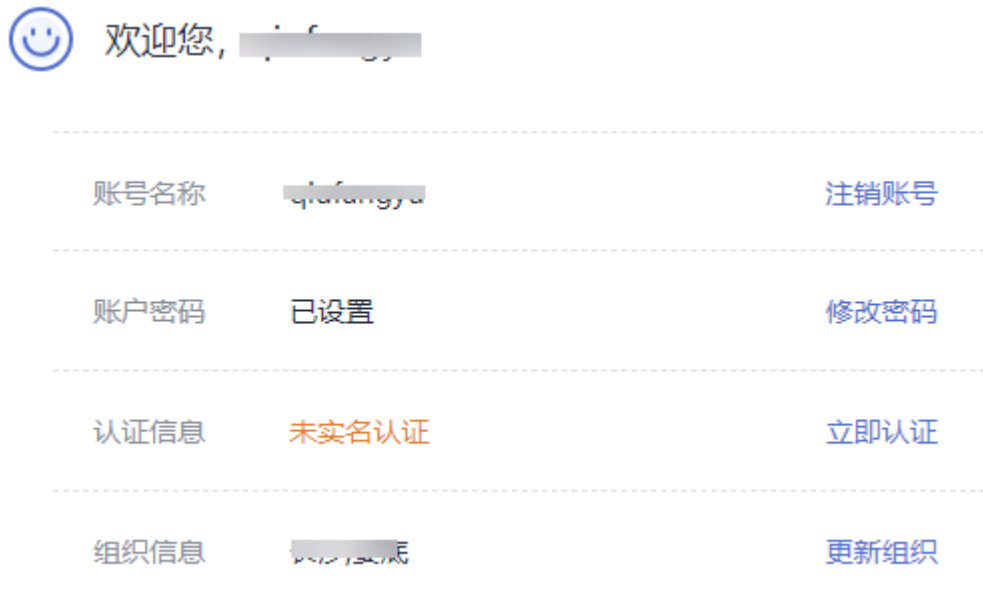 欢迎您,
账号名称 注销账号
账户密码 已设置 修改密码
认证信息 未实名认证 立即认证
组织信息 更新组织